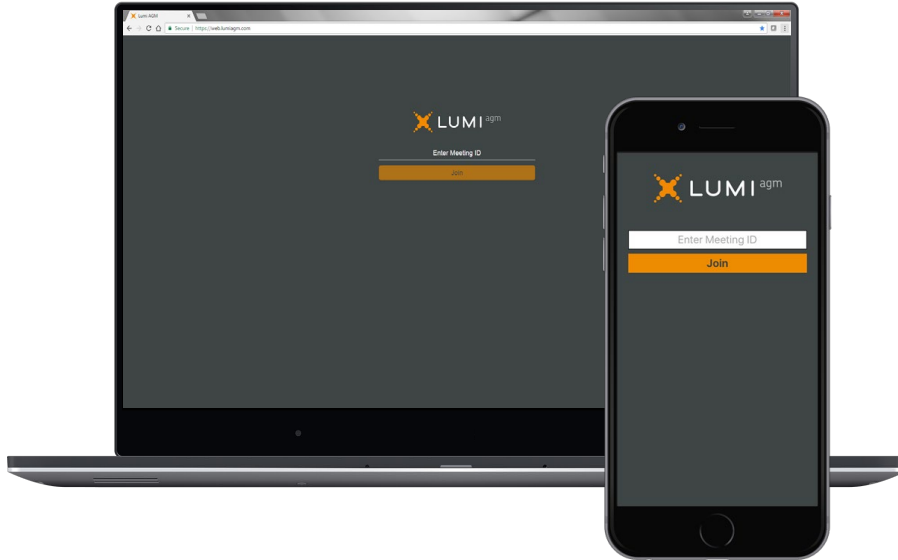 Lumi AGM
Secure | https://web.lumiagm.com
LUMI agm
Enter Meeting ID
Join
LUMI agm
Enter Meeting ID
Join